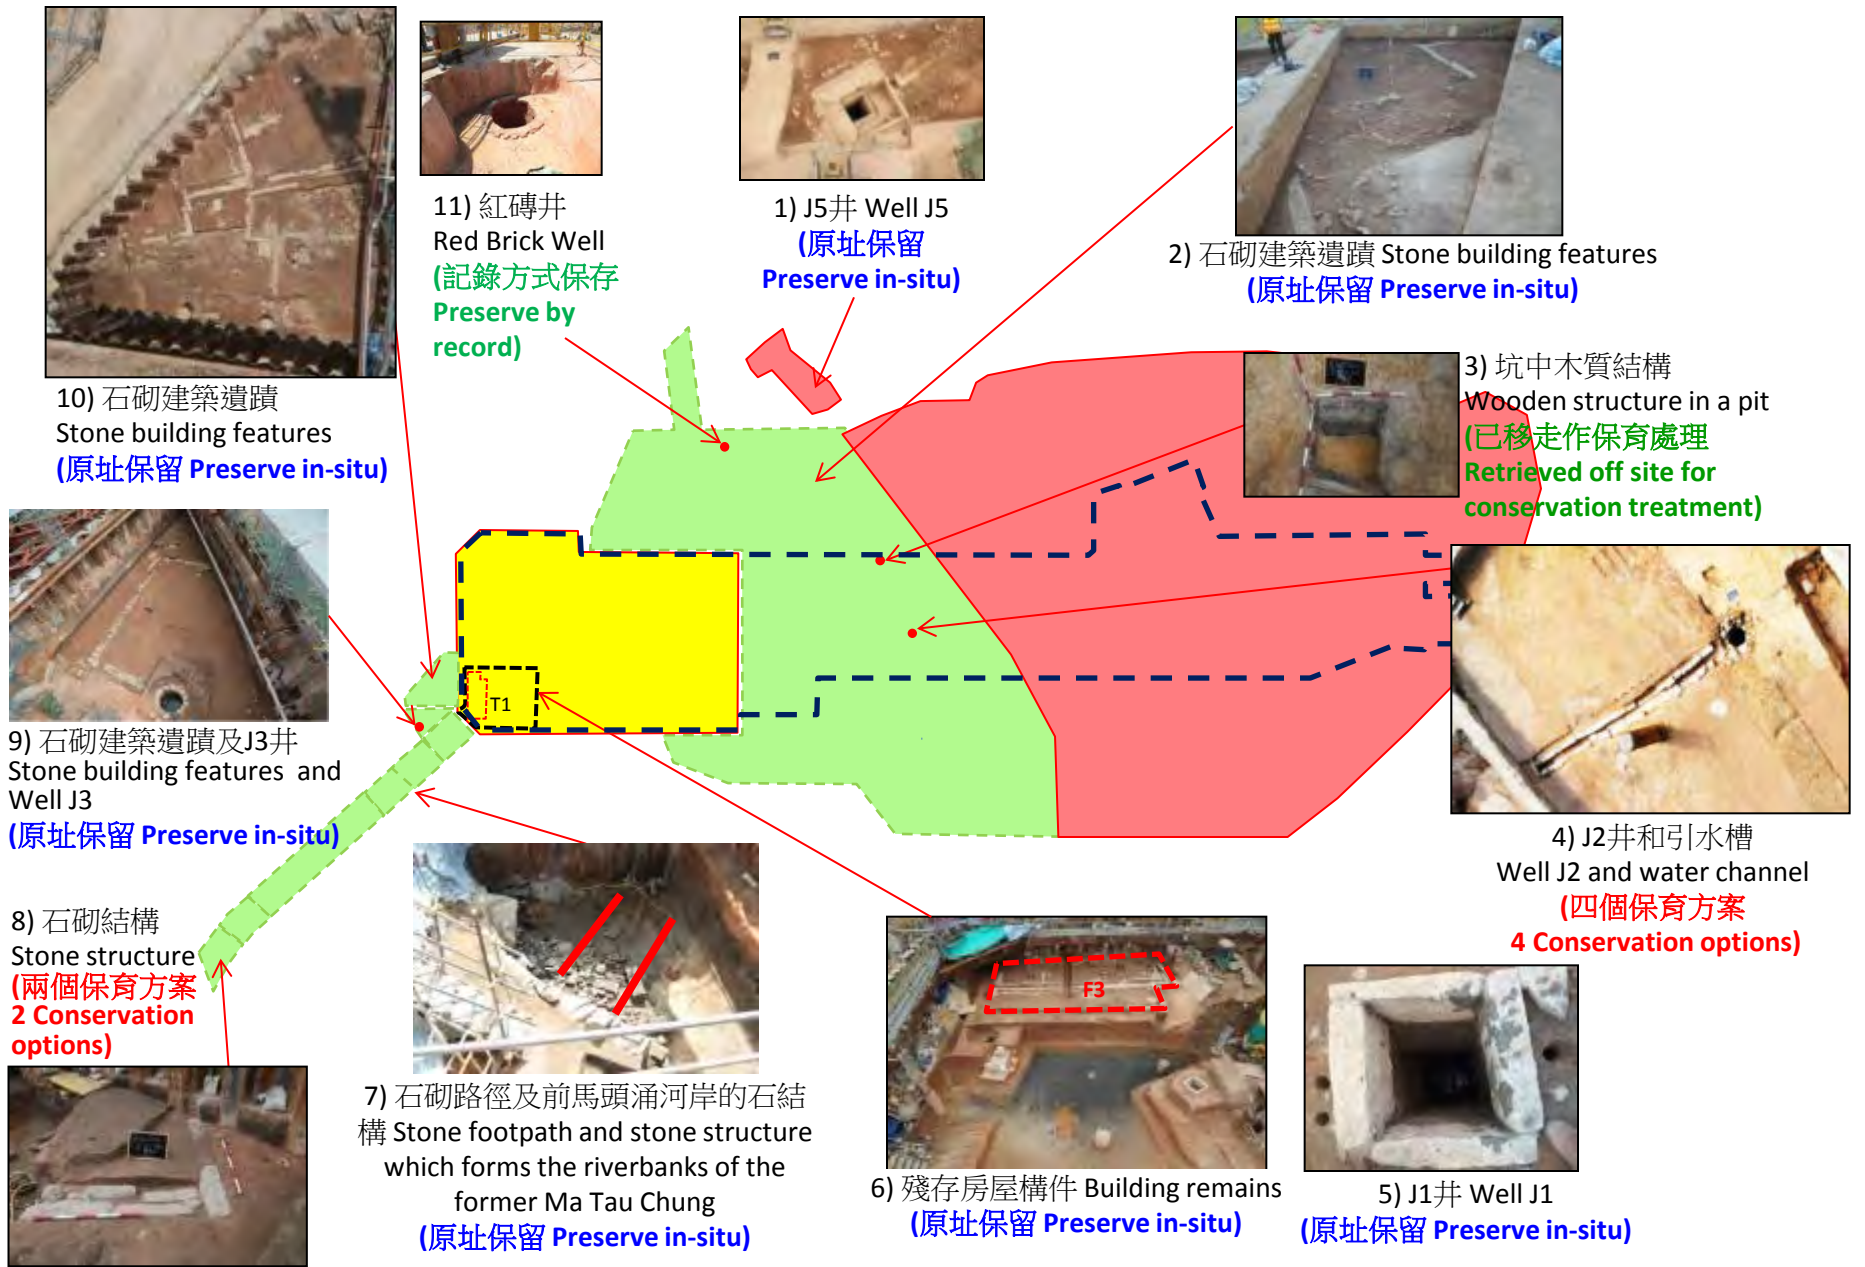 11) 紅磚井
Red Brick Well
(記錄方式保存
Preserve by
record)
1) J5井 Well J5
(原址保留
Preserve in-situ)
2) 石砌建築遺蹟 Stone building features
(原址保留 Preserve in-situ)
3) 坑中木質結構
Wooden structure in a pit
(已移走作保育處理
Retrieved off site for
conservation treatment)
10) 石砌建築遺蹟
Stone building features
(原址保留 Preserve in-situ)
T1
9) 石砌建築遺蹟及J3井
Stone building features and
Well J3
(原址保留 Preserve in-situ)
4) J2井和引水槽
Well J2 and water channel
(四個保育方案
4 Conservation options)
8) 石砌結構
Stone structure
(兩個保育方案
2 Conservation
options)
F3
7) 石砌路徑及前馬頭涌河岸的石結
構 Stone footpath and stone structure
which forms the riverbanks of the
former Ma Tau Chung
(原址保留 Preserve in-situ)
6) 殘存房屋構件 Building remains
(原址保留 Preserve in-situ)
5) J1井 Well J1
(原址保留 Preserve in-situ)